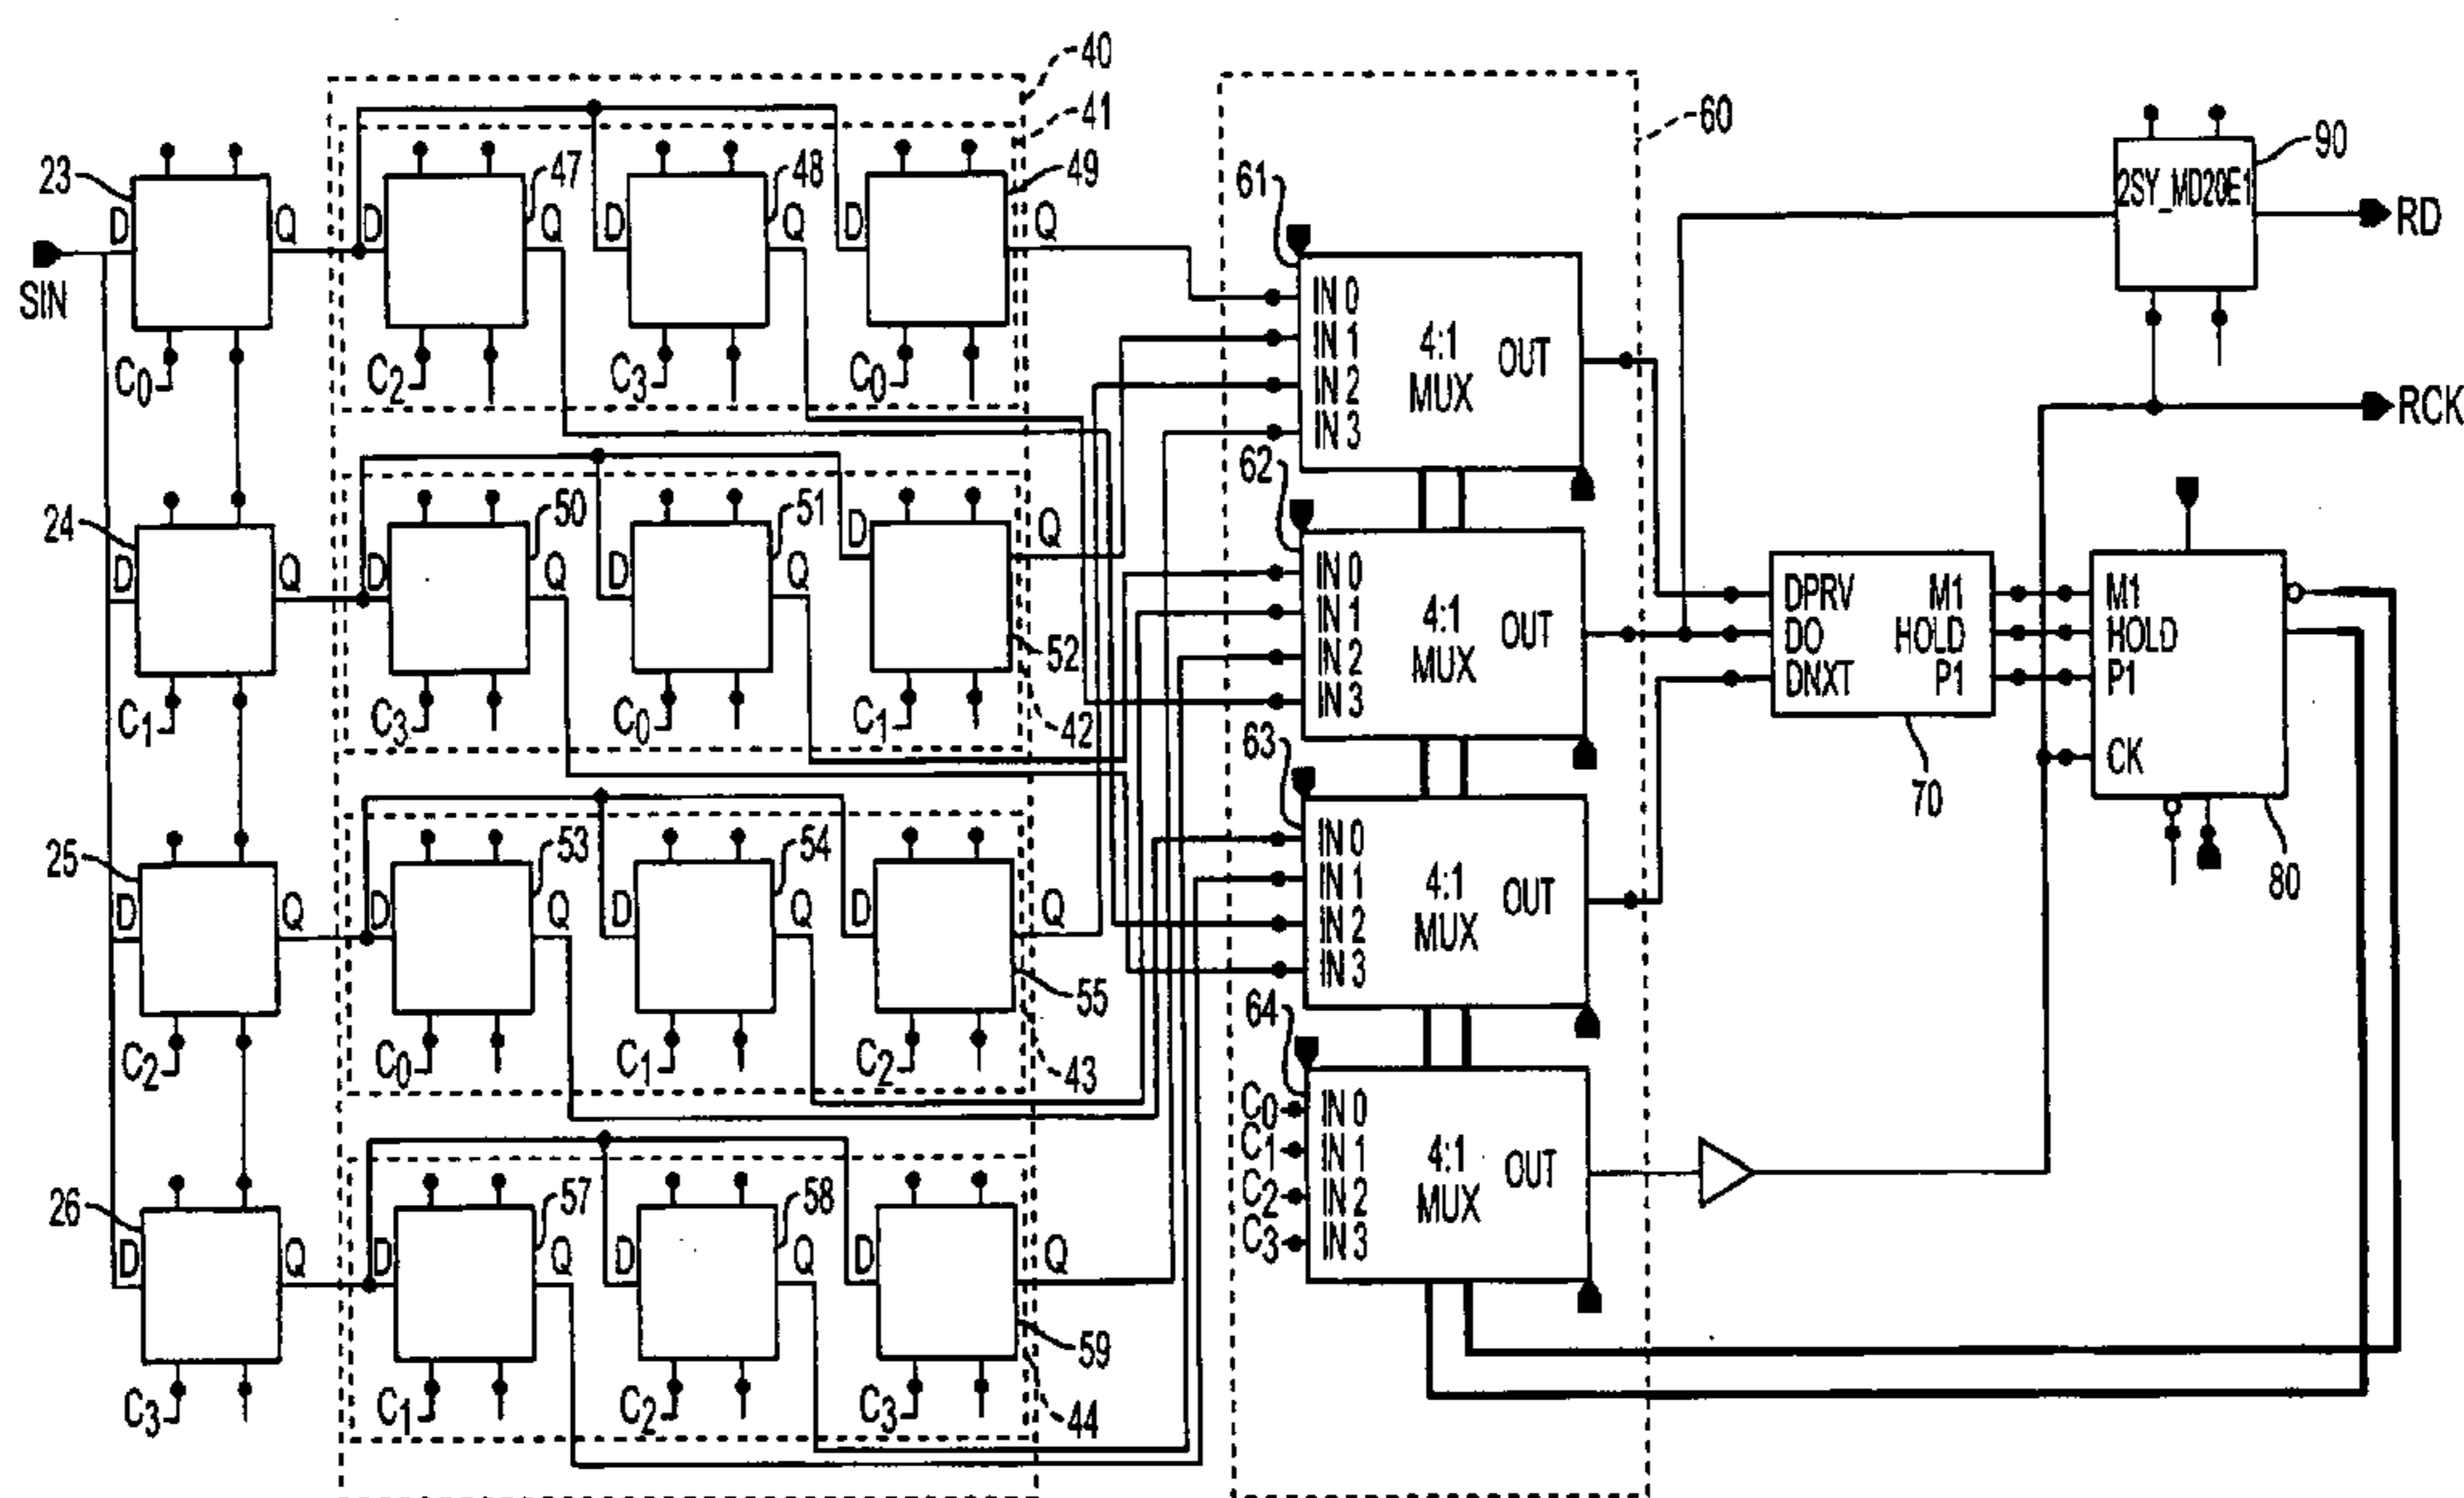 40
41
60
90
23
D
Q
D
47
Q
D
48
Q
D
49
Q
61
2SY_MD20E1
RD
SIN
C0
C2
C3
C0
IN 0
IN 1
IN 2
IN 3
4:1
MUX
OUT
RCK
62
24
D
Q
D
50
Q
D
51
Q
D
Q
52
42
C1
C3
C0
C1
IN 0
IN 1
IN 2
IN 3
4:1
MUX
OUT
DPRV
DO
DNXT
M1
HOLD
P1
M1
HOLD
P1
CK
70
80
63
25
D
Q
D
53
Q
D
54
Q
D
Q
55
43
C2
C0
C1
C2
IN 0
IN 1
IN 2
IN 3
4:1
MUX
OUT
64
26
D
Q
D
57
Q
D
58
Q
D
Q
59
44
C3
C1
C2
C3
C0
C1
C2
C3
IN 0
IN 1
IN 2
IN 3
4:1
MUX
OUT